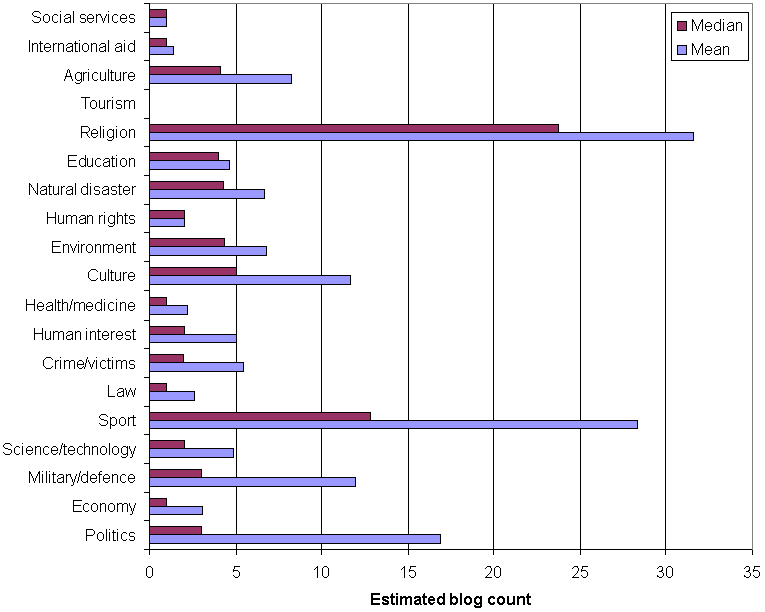 Social services
International aid
Agriculture
Tourism
Religion
Education
Natural disaster
Human rights
Environment
Culture
Health/medicine
Human interest
Crime/victims
Law
Sport
Science/technology
Military/defence
Economy
Politics
Median
Mean
0 5 10 15 20 25 30 35
Estimated blog count